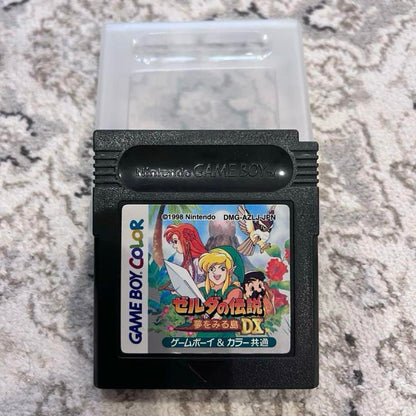 Nintendo GAME BOY
©1998 Nintendo DMG-AZLJ-JPN
GAME BOY COLOR
ゼルダの伝説
夢をみる島DX
ゲームボーイ & カラー共通